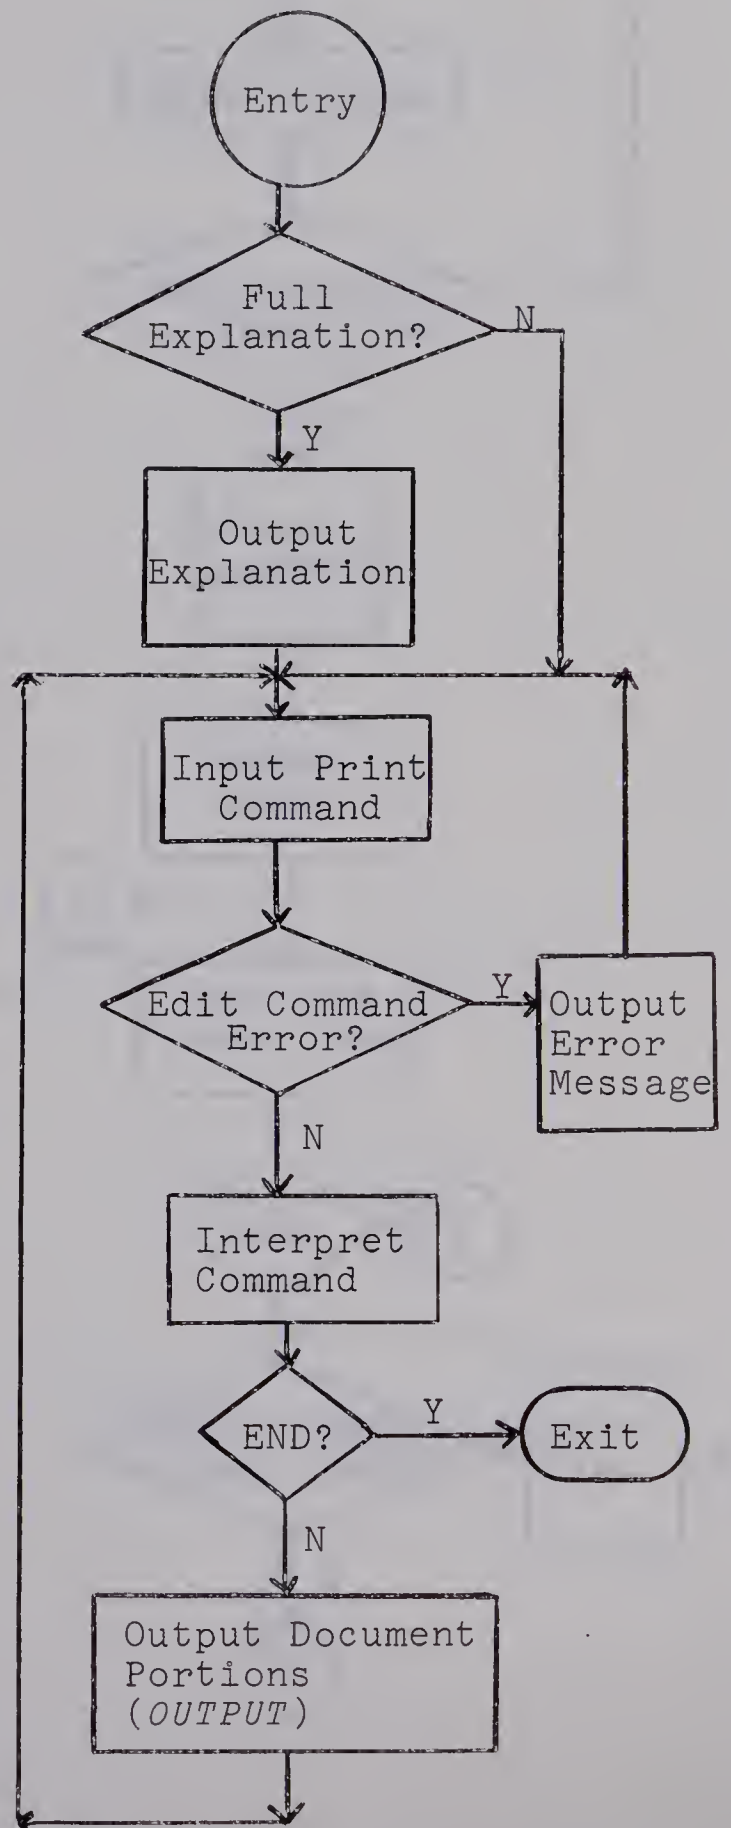 Entry
Full
Explanation?
N
Y
Output
Explanation
Input Print
Command
Edit Command
Error?
Y
Output
Error
Message
N
Interpret
Command
END?
Y
Exit
N
Output Document
Portions
(OUTPUT)